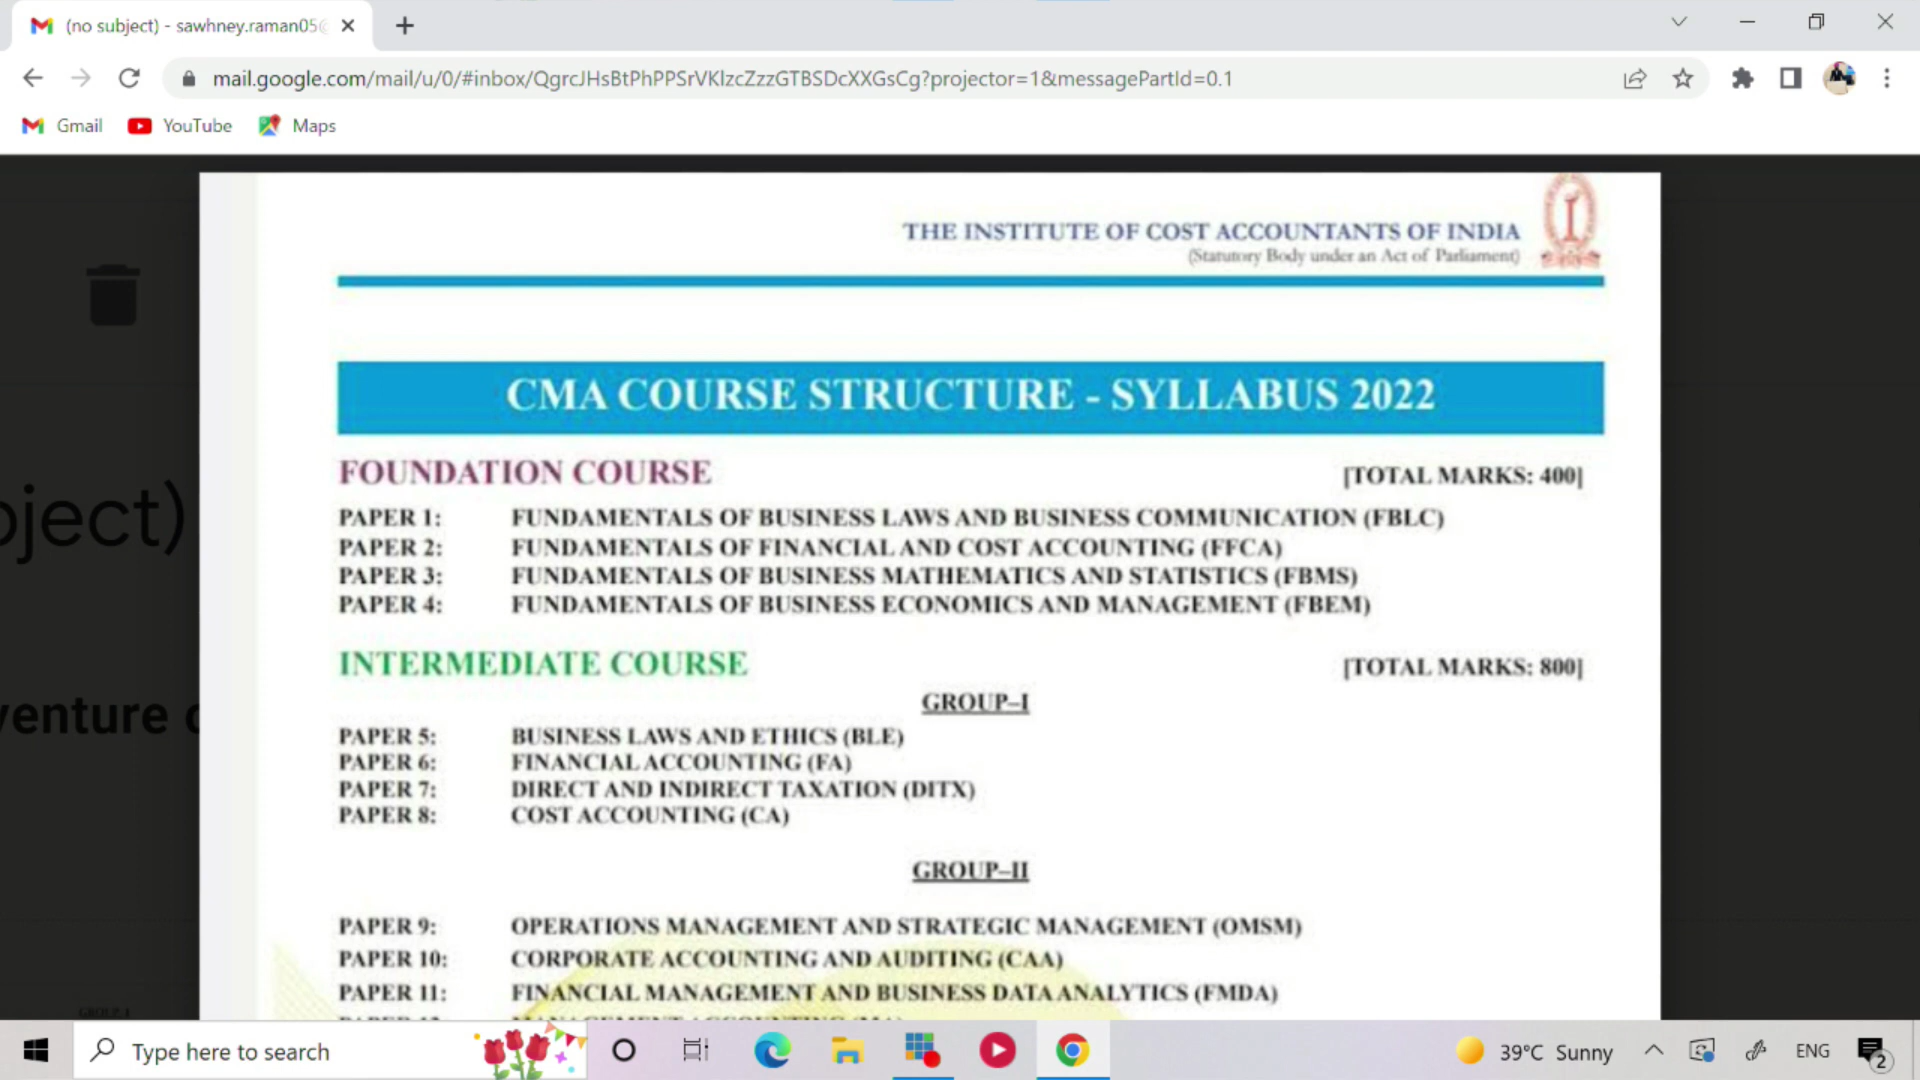 (no subject) - sawhney.raman05@
mail.google.com/mail/u/0/#inbox/QgrcJHsBtPhPPSrVKlzcZzzGTBSDcXXGsCg?projector=1&messagePartId=0.1
Gmail YouTube Maps
THE INSTITUTE OF COST ACCOUNTANTS OF INDIA
(Statutory Body under an Act of Parliament)
CMA COURSE STRUCTURE - SYLLABUS 2022
FOUNDATION COURSE [TOTAL MARKS: 400]
PAPER 1: FUNDAMENTALS OF BUSINESS LAWS AND BUSINESS COMMUNICATION (FBLC)
PAPER 2: FUNDAMENTALS OF FINANCIAL AND COST ACCOUNTING (FFCA)
PAPER 3: FUNDAMENTALS OF BUSINESS MATHEMATICS AND STATISTICS (FBMS)
PAPER 4: FUNDAMENTALS OF BUSINESS ECONOMICS AND MANAGEMENT (FBEM)
bject)
INTERMEDIATE COURSE [TOTAL MARKS: 800]
GROUP–I
venture
PAPER 5: BUSINESS LAWS AND ETHICS (BLE)
PAPER 6: FINANCIAL ACCOUNTING (FA)
PAPER 7: DIRECT AND INDIRECT TAXATION (DITX)
PAPER 8: COST ACCOUNTING (CA)
GROUP–II
PAPER 9: OPERATIONS MANAGEMENT AND STRATEGIC MANAGEMENT (OMSM)
PAPER 10: CORPORATE ACCOUNTING AND AUDITING (CAA)
PAPER 11: FINANCIAL MANAGEMENT AND BUSINESS DATA ANALYTICS (FMDA)
Type here to search
39°C Sunny
ENG
2